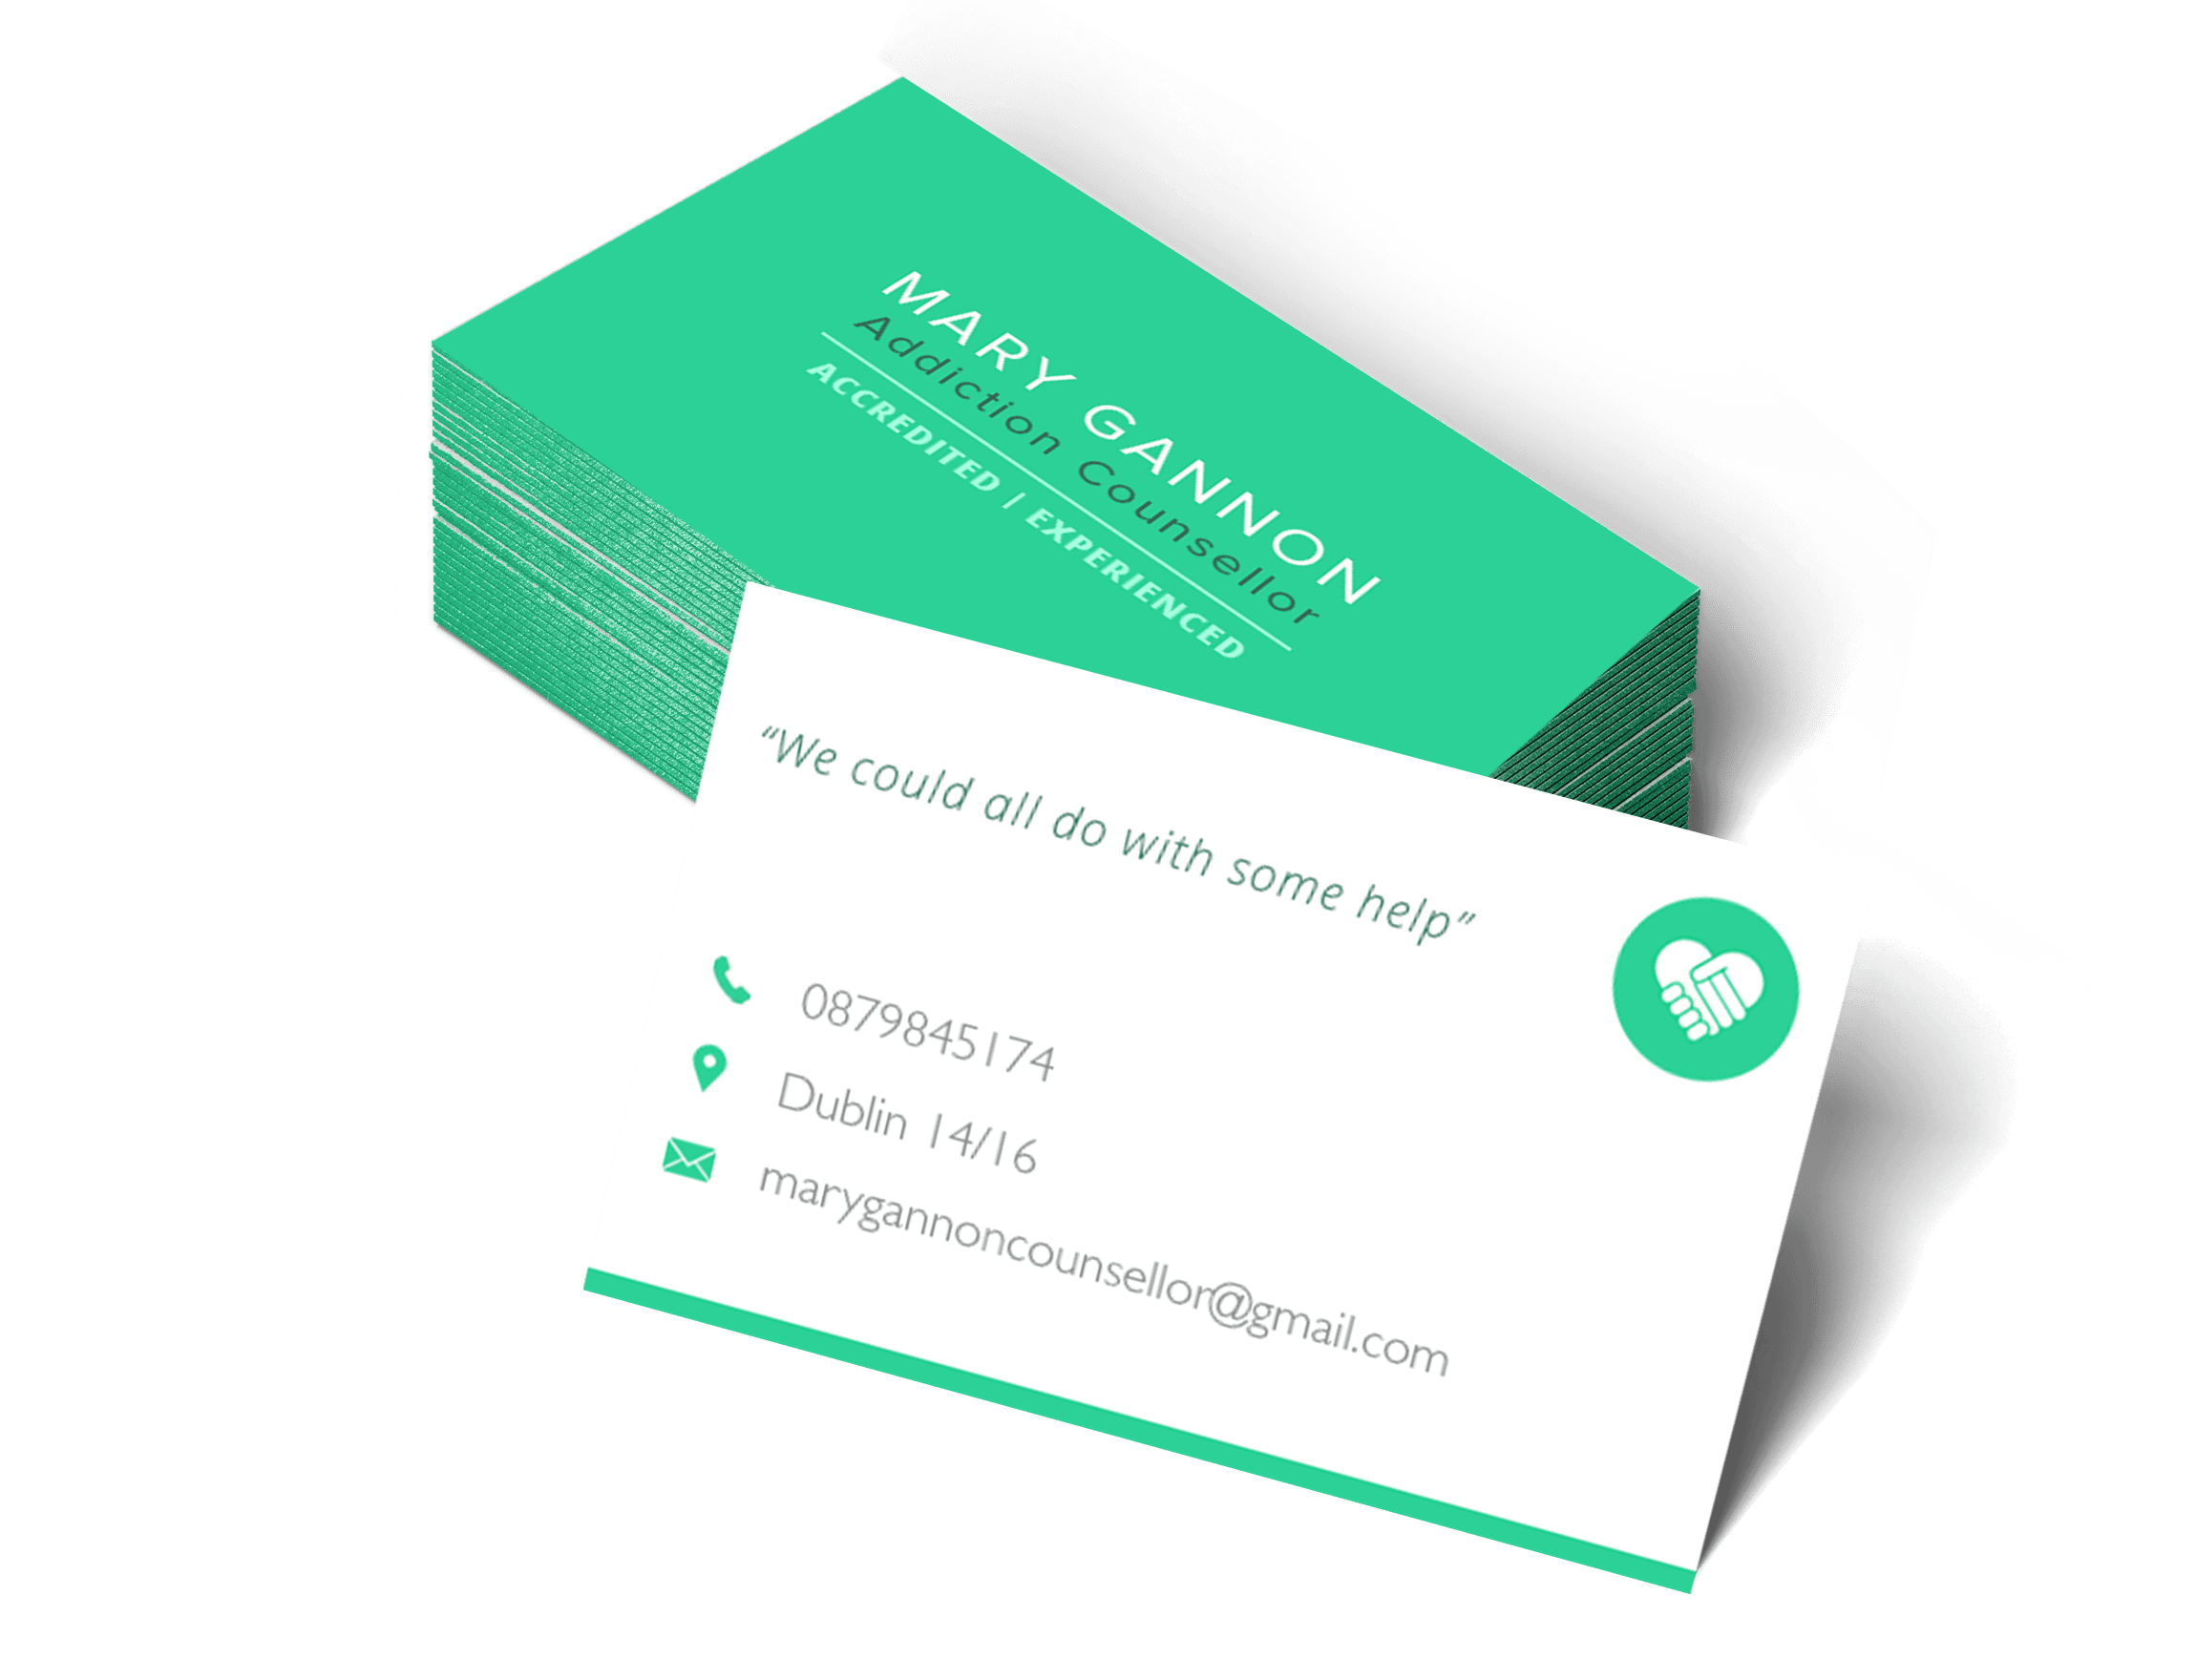 MARY GANNON
Addiction Counsellor
ACCREDITED | EXPERIENCED
“We could all do with some help”
0879845174
Dublin 14/16
marygannoncounsellor@gmail.com